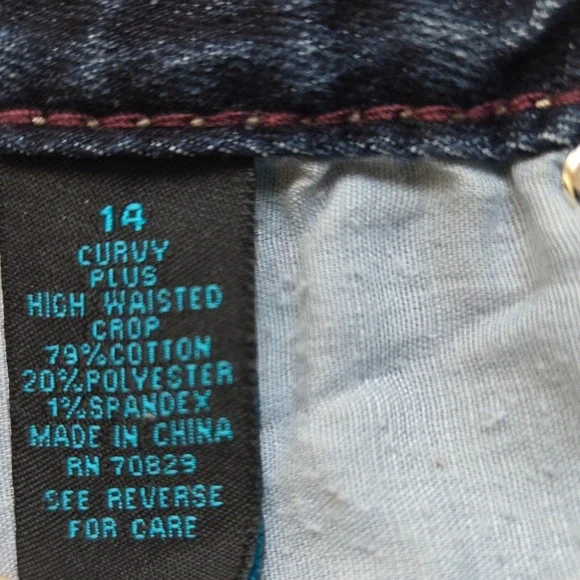 14
CURVY
PLUS
HIGH WAISTED
CROP
79%COTTON
20%POLYESTER
1%SPANDEX
MADE IN CHINA
RN 70829
SEE REVERSE
FOR CARE